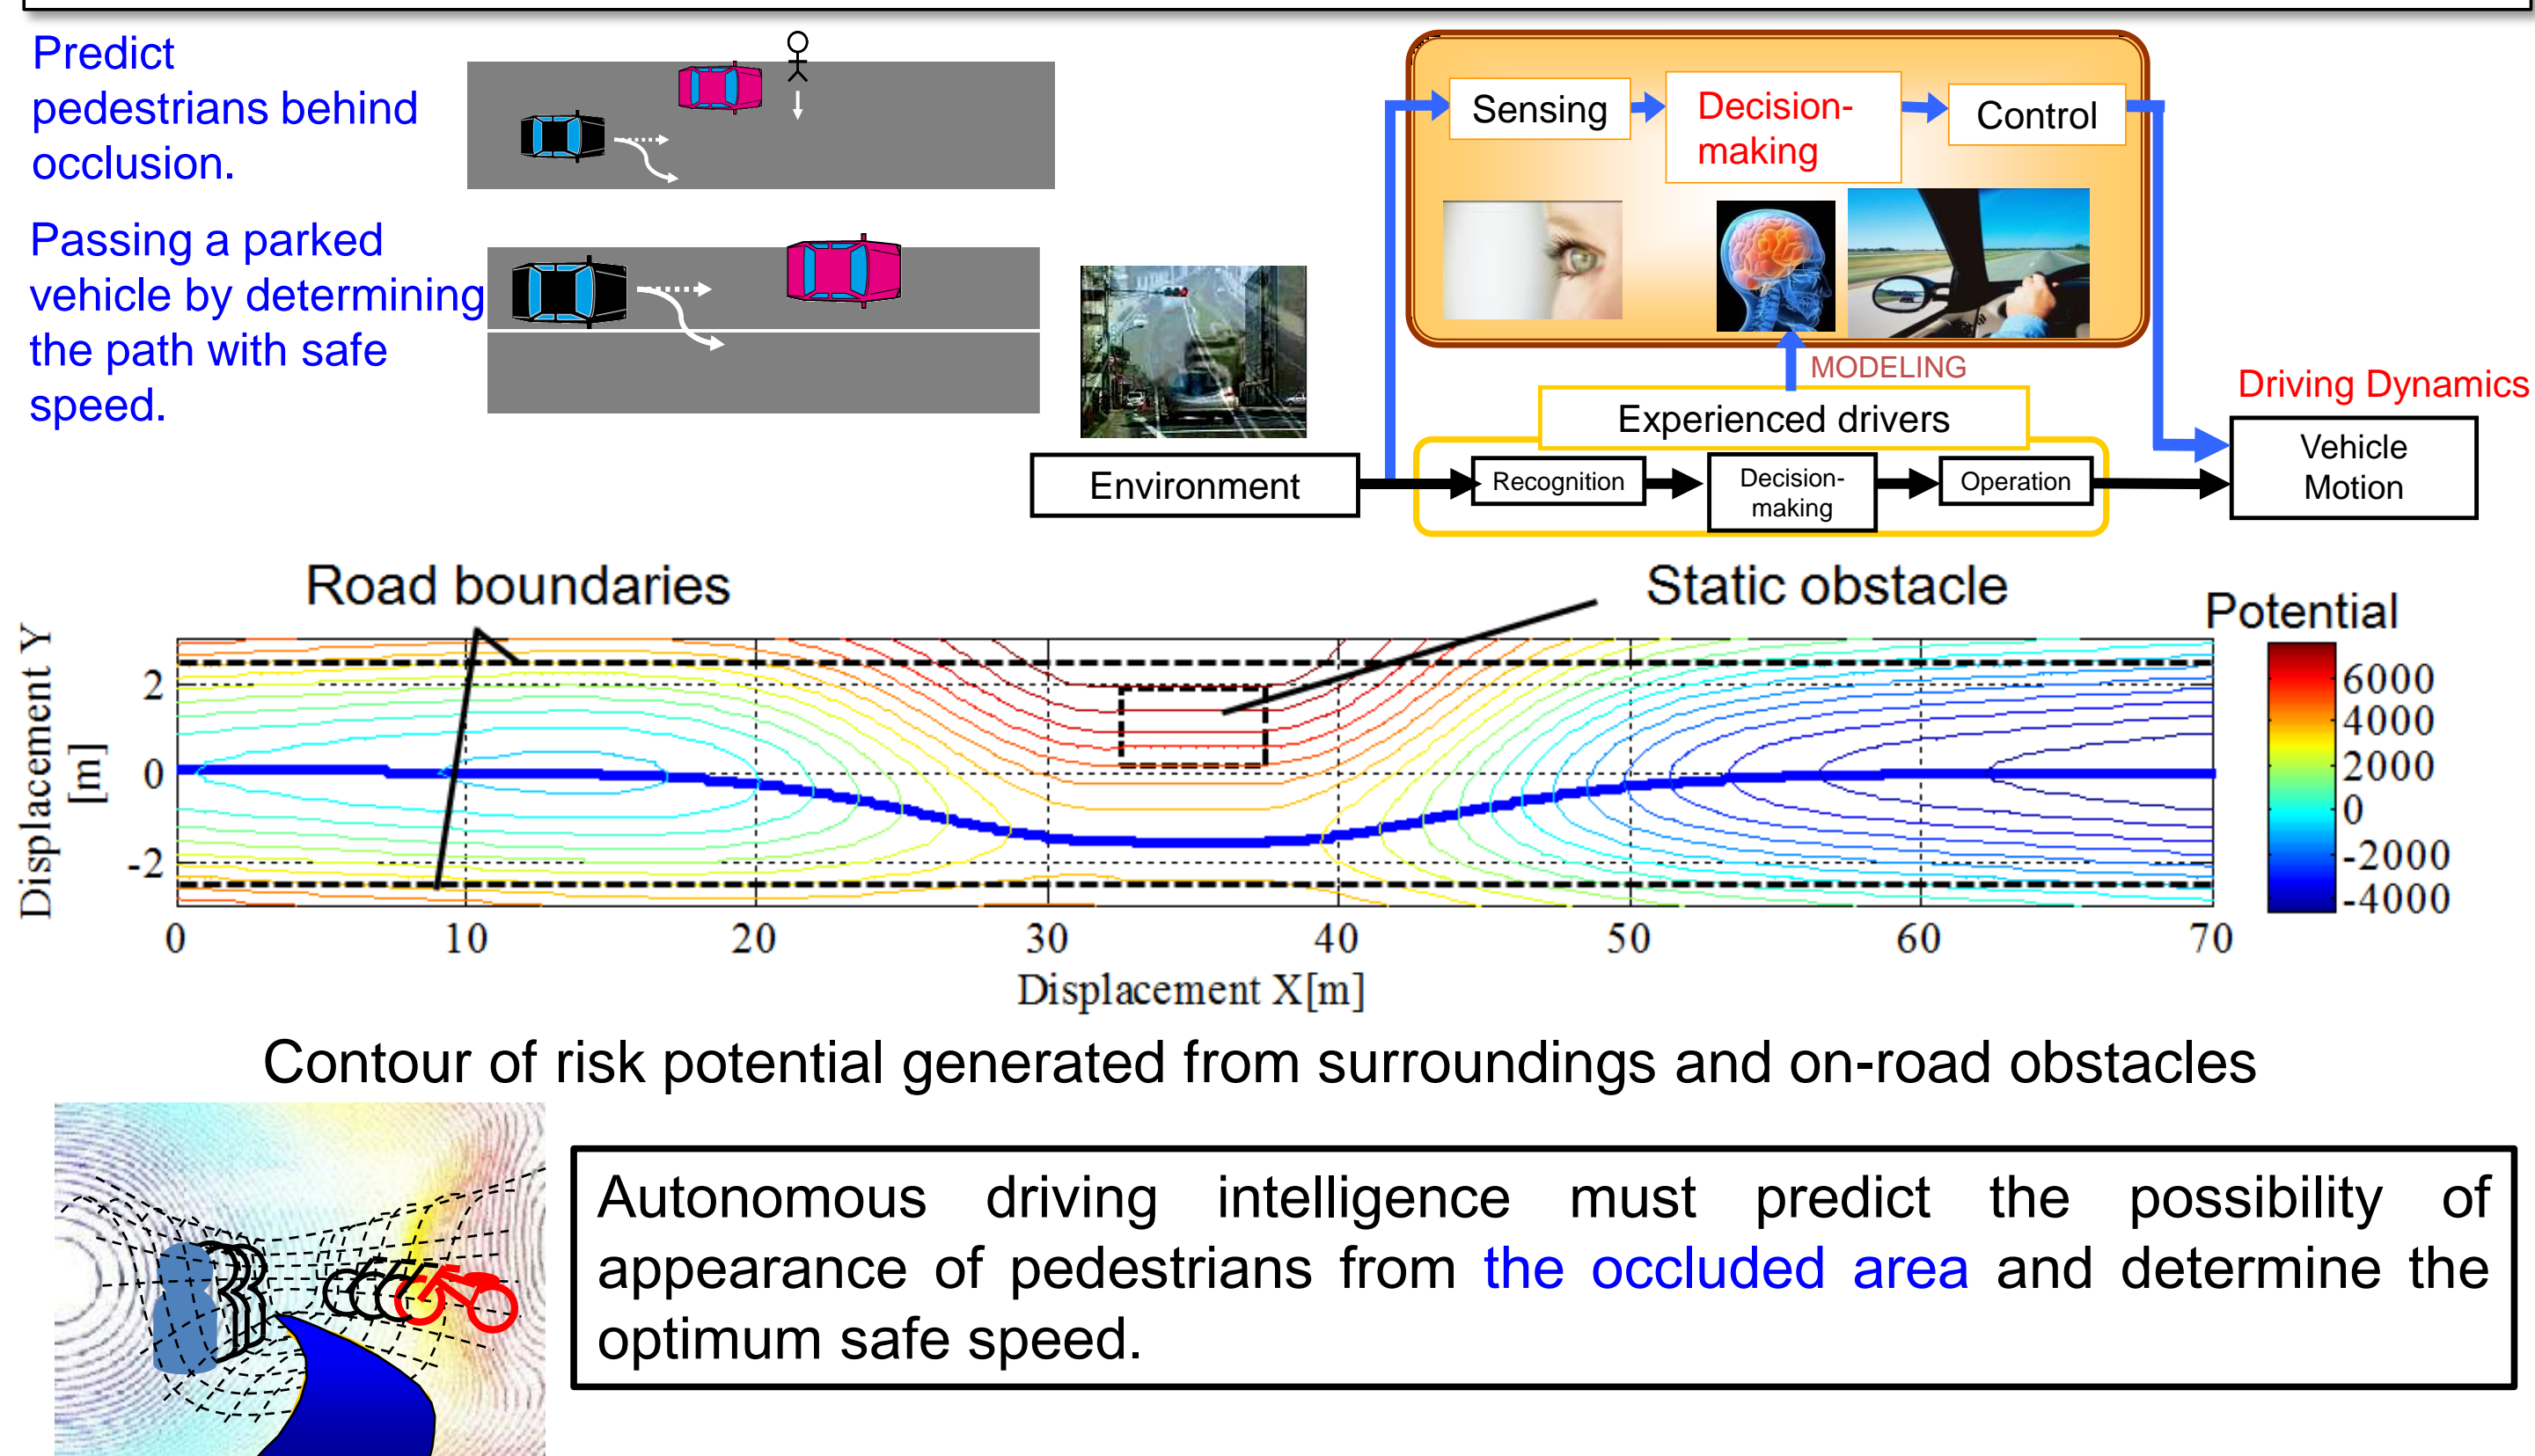 Predict
pedestrians behind
occlusion.
Passing a parked
vehicle by determining
the path with safe
speed.
Sensing
Decision-
making
Control
MODELING
Experienced drivers
Driving Dynamics
Environment
Recognition
Decision-
making
Operation
Vehicle
Motion
Road boundaries
Static obstacle
Potential
Displacement Y
[m]
2
0
-2
6000
4000
2000
0
-2000
-4000
0 10 20 30 40 50 60 70
Displacement X[m]
Contour of risk potential generated from surroundings and on-road obstacles
Autonomous driving intelligence must predict the possibility of
appearance of pedestrians from the occluded area and determine the
optimum safe speed.